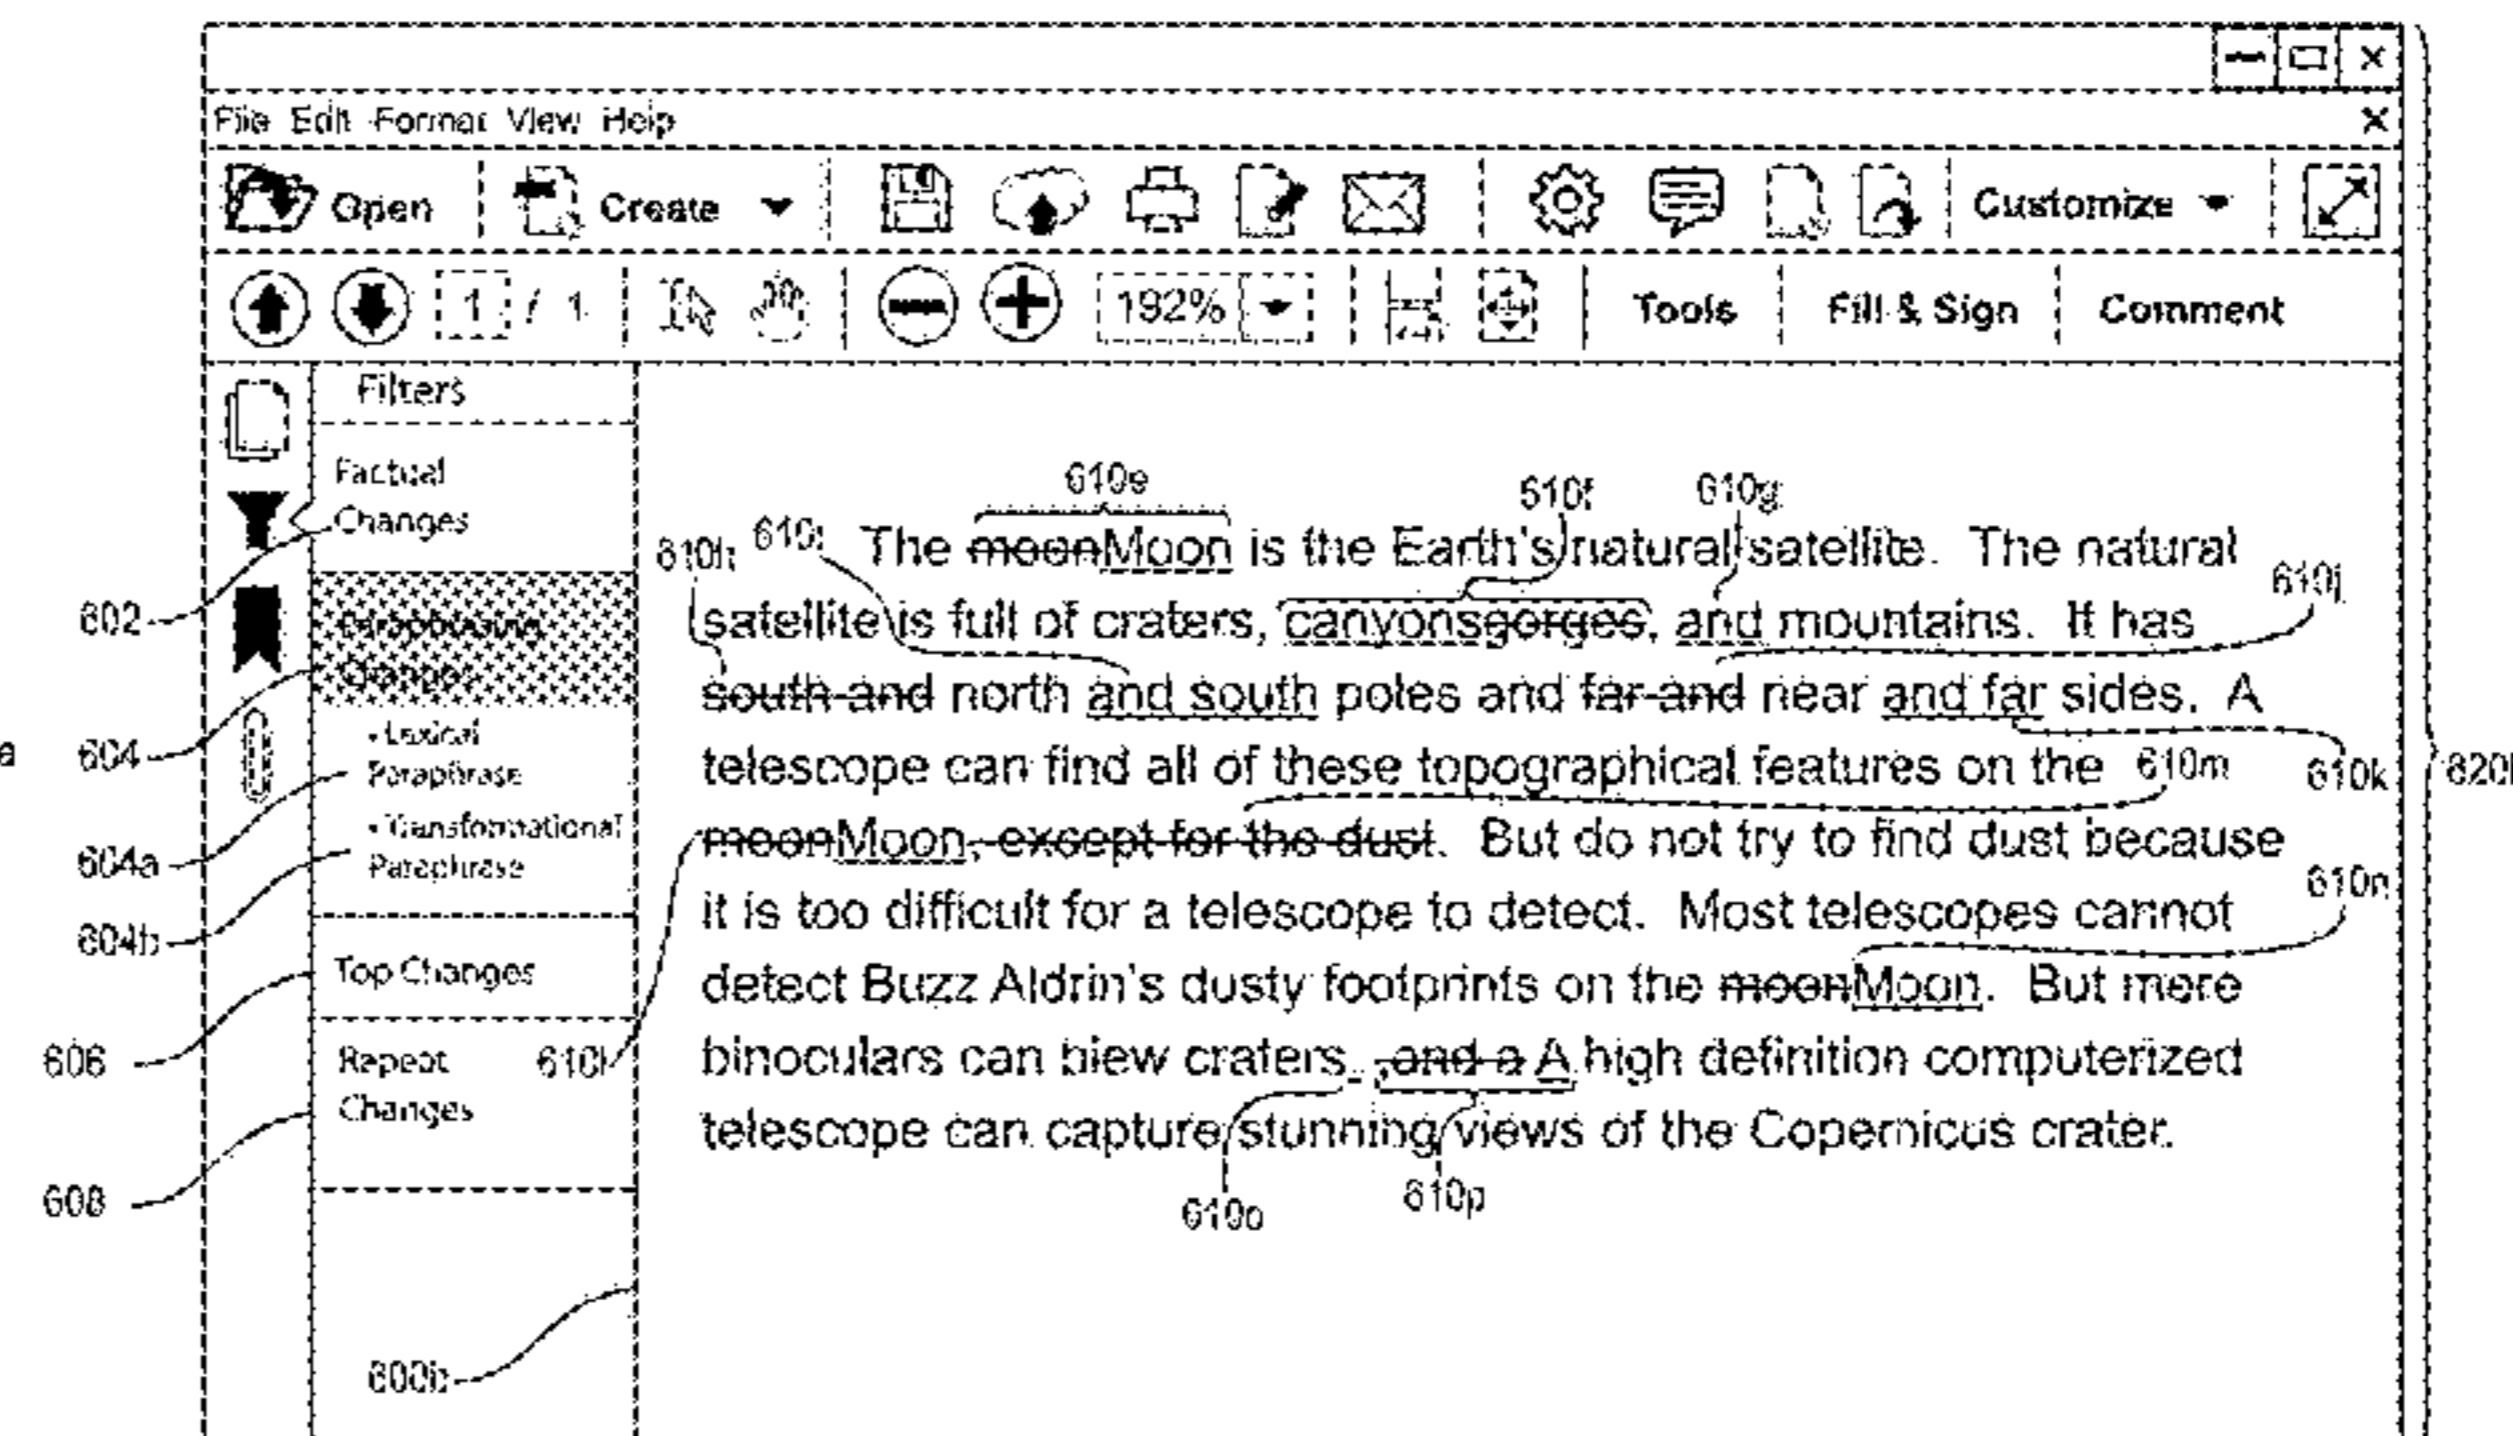 File Edit Format View Help
Open Create Customize
1 / 1 192% Tools Fill & Sign Comment
Filters
Factual
Changes
Paraphrasing
Changes
• Lexical
Paraphrase
• Transformational
Paraphrase
Top Changes
Repeat
Changes
602
604
604a
604b
606
608
600b
a
610e
610f
610g
610h
610i
610j
The moonMoon is the Earth's natural satellite. The natural
satellite is full of craters, canyonsgorges, and mountains. It has
south and north and south poles and far and near and far sides. A
telescope can find all of these topographical features on the 610m
610k
moonMoon, except for the dust. But do not try to find dust because
610n
it is too difficult for a telescope to detect. Most telescopes cannot
detect Buzz Aldrin's dusty footprints on the moonMoon. But mere
610l
binoculars can biew craters. , and a A high definition computerized
telescope can capture stunning views of the Copernicus crater.
610o
610p